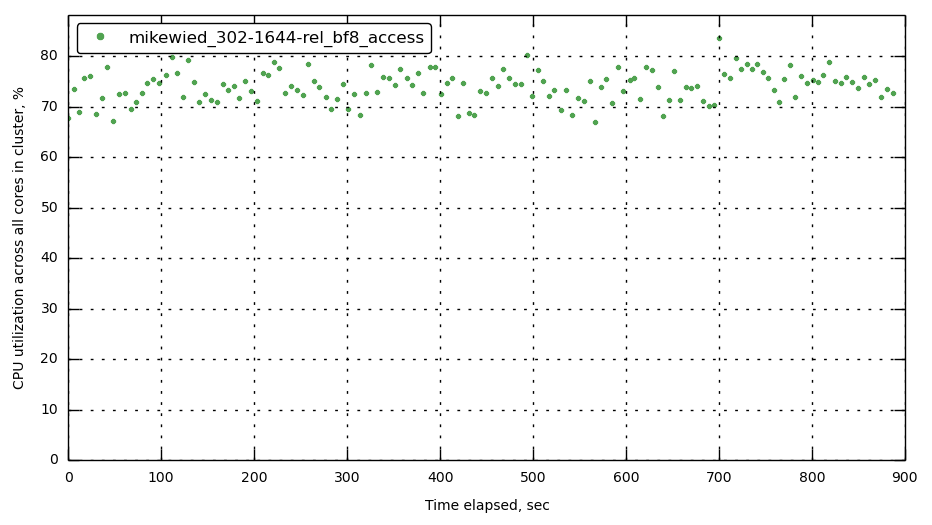 mikewied_302-1644-rel_bf8_access
CPU utilization across all cores in cluster, %
80
70
60
50
40
30
20
10
0
0 100 200 300 400 500 600 700 800 900
Time elapsed, sec